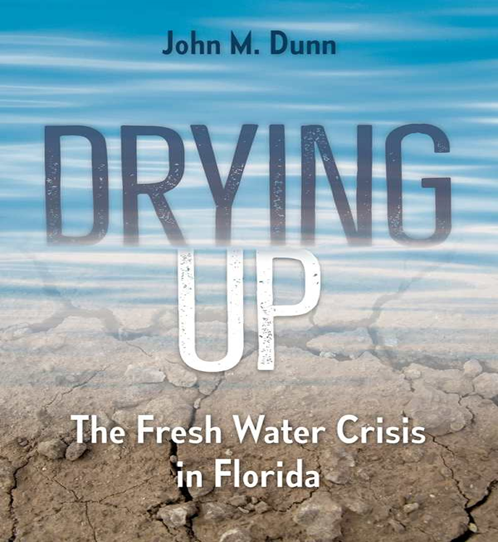 John M. Dunn
DRYING
UP
The Fresh Water Crisis
in Florida